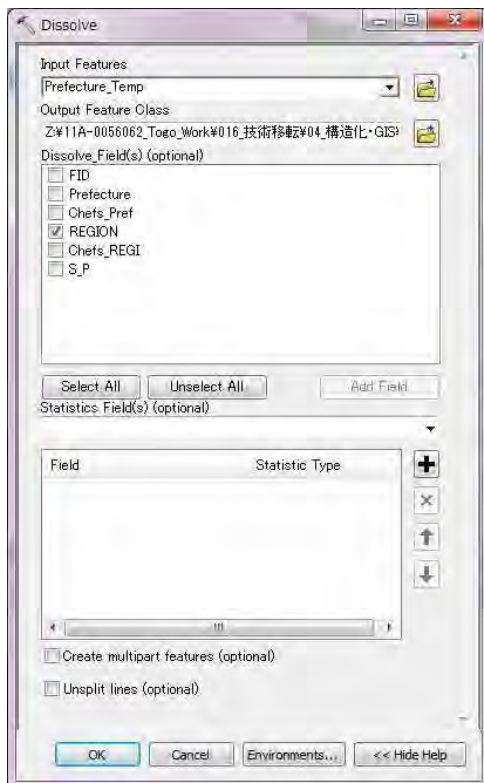 Dissolve
Input Features
Prefecture_Temp
Output Feature Class
Z:¥11A-0056062_Togo_Work¥016_技術移転¥04_構造化・GIS¥
Dissolve_Field(s) (optional)
FID
Prefecture
Chefs_Pref
REGION
Chefs_REGI
S_P
Select All
Unselect All
Add Field
Statistics Field(s) (optional)
Field
Statistic Type
Create multipart features (optional)
Unsplit lines (optional)
OK
Cancel
Environments...
<< Hide Help